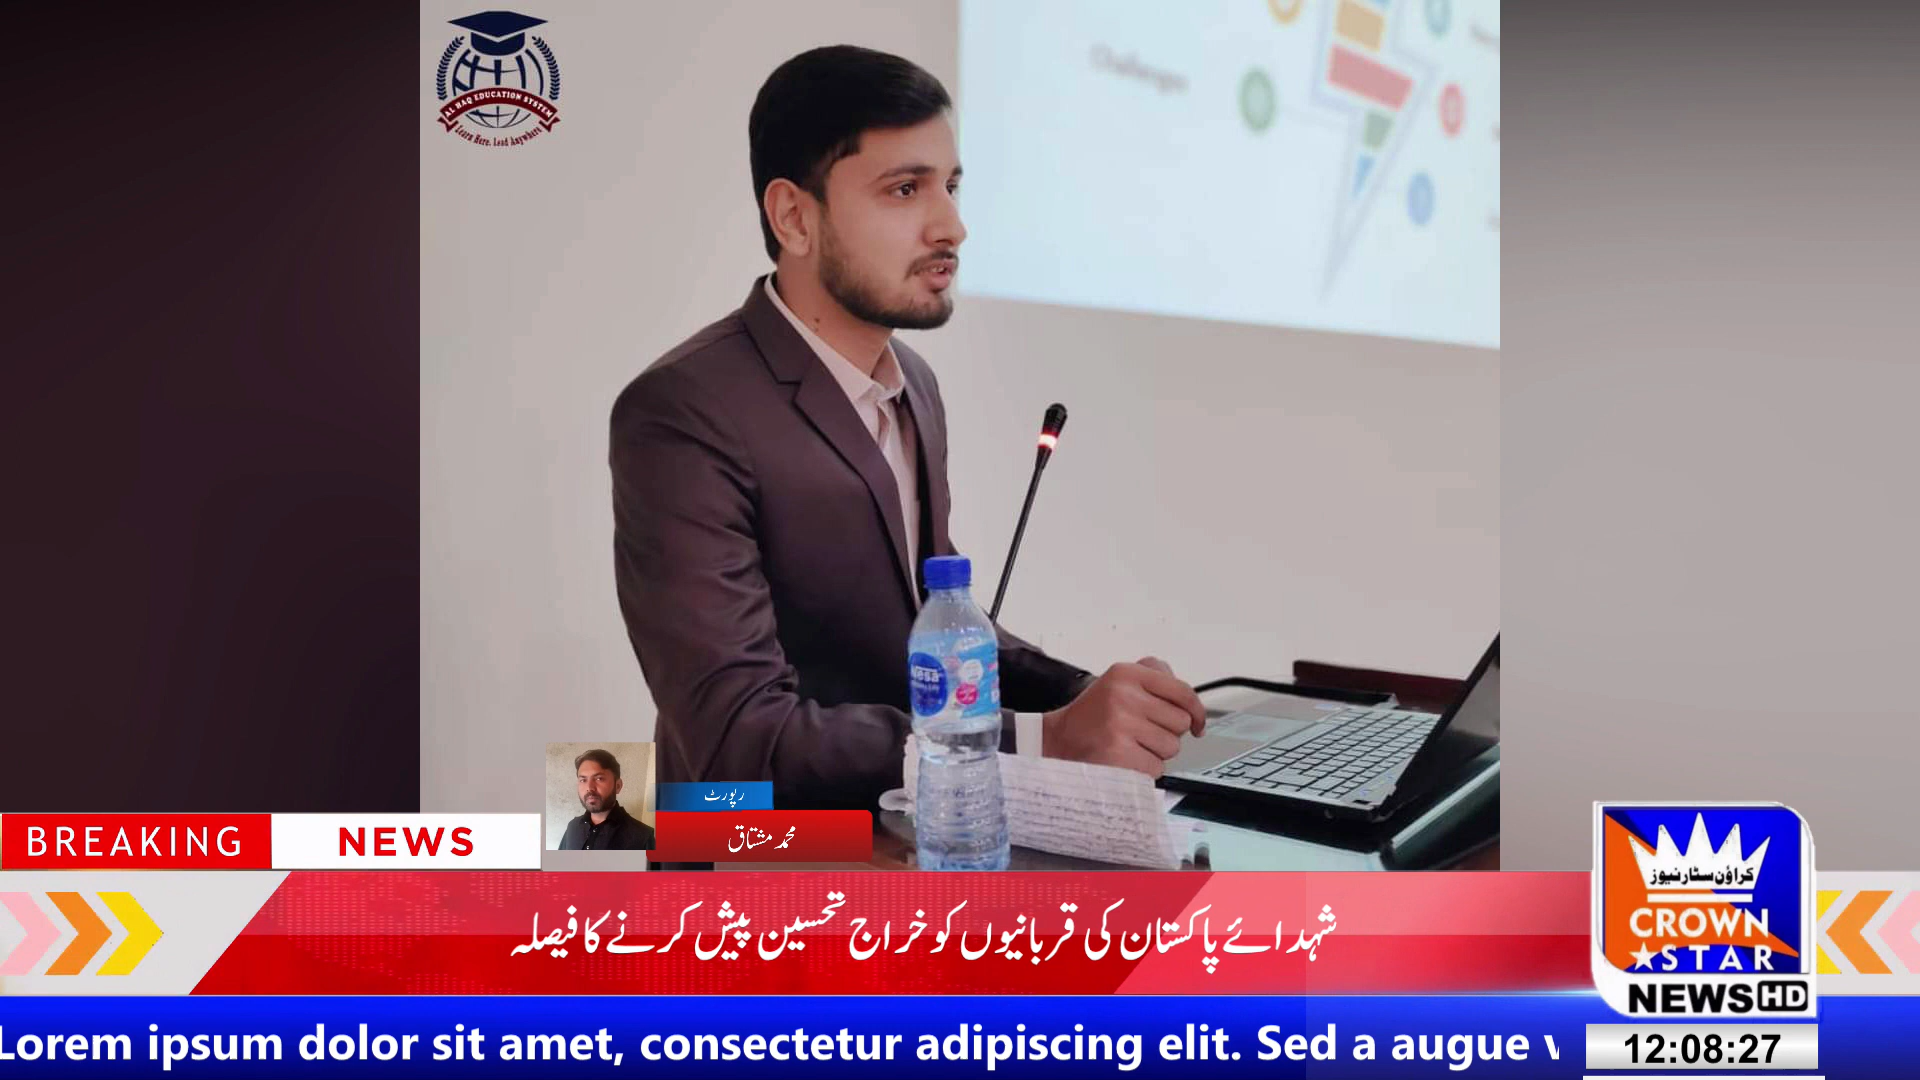 AL HAQ EDUCATION SYSTEM
Learn Here. Lead Anywhere
Challenges
Nesa
رپورٹ
محمد مشتاق
BREAKING NEWS
شہدائے پاکستان کی قربانیوں کو خراج تحسین پیش کرنے کا فیصلہ
کراؤن سٹار نیوز
CROWN
STAR
NEWS HD
Lorem ipsum dolor sit amet, consectetur adipiscing elit. Sed a augue v
12:08:27